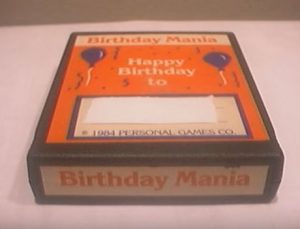 Birthday Mania
Happy
Birthday
to
© 1984 PERSONAL GAMES CO.
Birthday Mania